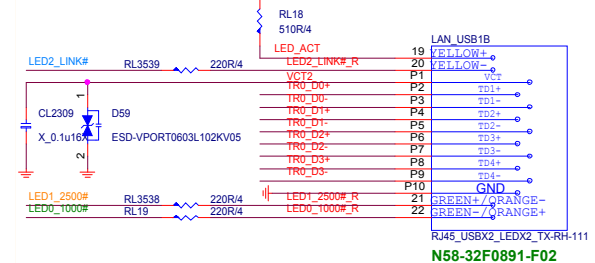 RL18
510R/4
LAN_USB1B
LED_ACT
19 YELLOW+
LED2_LINK# RL3539 220R/4 LED2_LINK#_R 20 YELLOW-
VCT2 P1 VCT
TR0_D0+ P2 TD1+
TR0_D0- P3 TD1-
TR0_D1+ P4 TD2+
TR0_D1- P5 TD2-
TR0_D2+ P6 TD3+
TR0_D2- P7 TD3-
TR0_D3+ P8 TD4+
TR0_D3- P9 TD4-
1
CL2309 D59
X_0.1u16X ESD-VPORT0603L102KV05
2
P10 GND
LED1_2500# RL3538 220R/4 LED1_2500#_R 21 GREEN+/ORANGE-
LED0_1000# RL19 220R/4 LED0_1000#_R 22 GREEN-/ORANGE+
RJ45_USBX2_LEDX2_TX-RH-111
N58-32F0891-F02